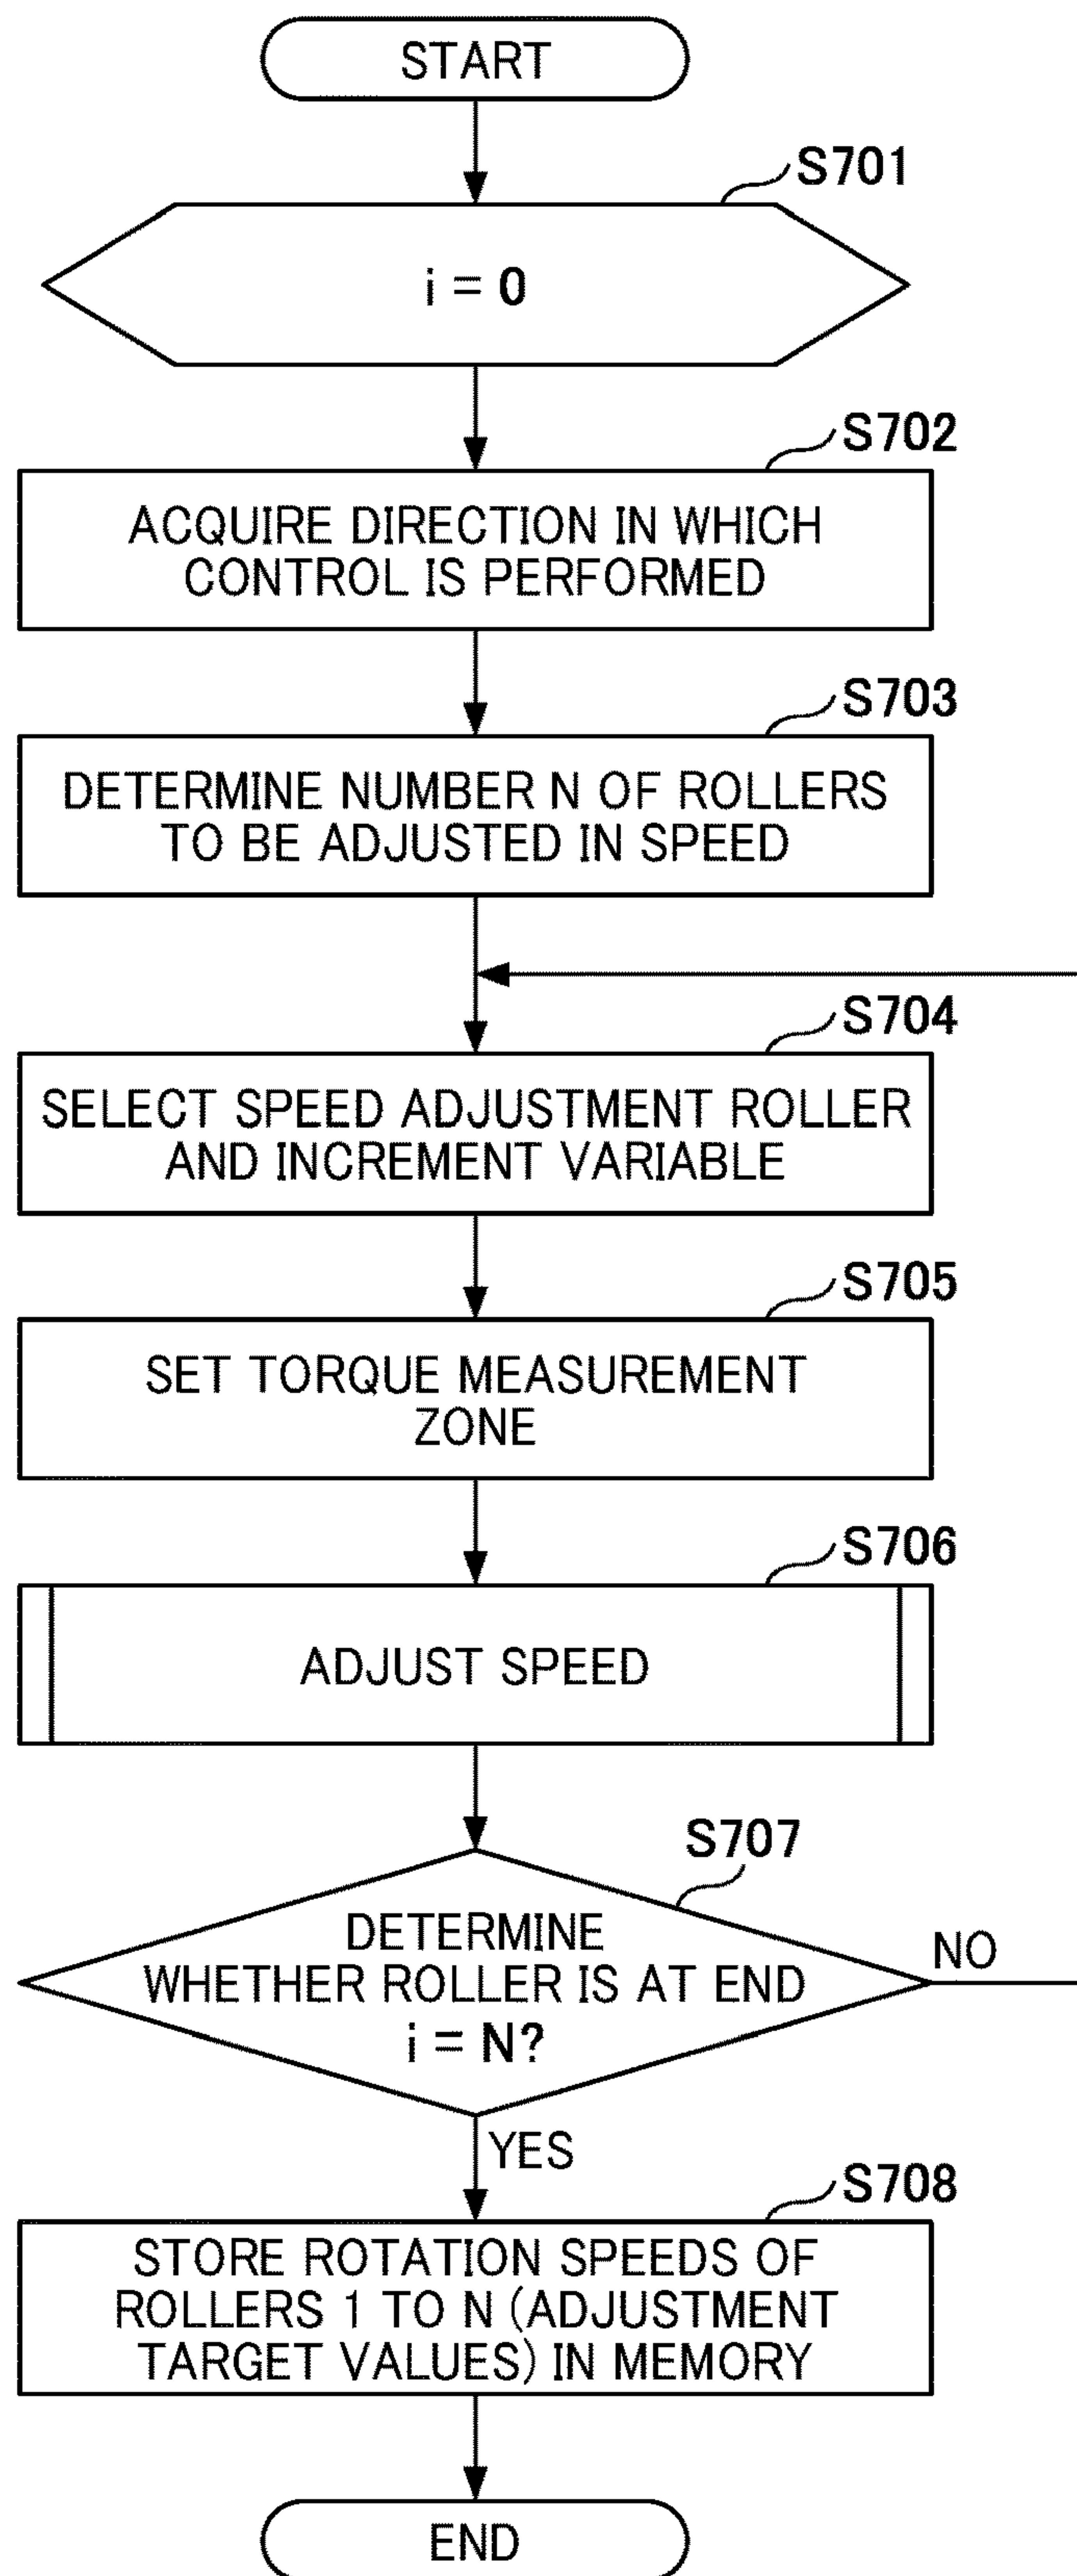 START
S701
i = 0
S702
ACQUIRE DIRECTION IN WHICH
CONTROL IS PERFORMED
S703
DETERMINE NUMBER N OF ROLLERS
TO BE ADJUSTED IN SPEED
S704
SELECT SPEED ADJUSTMENT ROLLER
AND INCREMENT VARIABLE
S705
SET TORQUE MEASUREMENT
ZONE
S706
ADJUST SPEED
S707
DETERMINE
WHETHER ROLLER IS AT END
i = N?
NO
YES
S708
STORE ROTATION SPEEDS OF
ROLLERS 1 TO N (ADJUSTMENT
TARGET VALUES) IN MEMORY
END